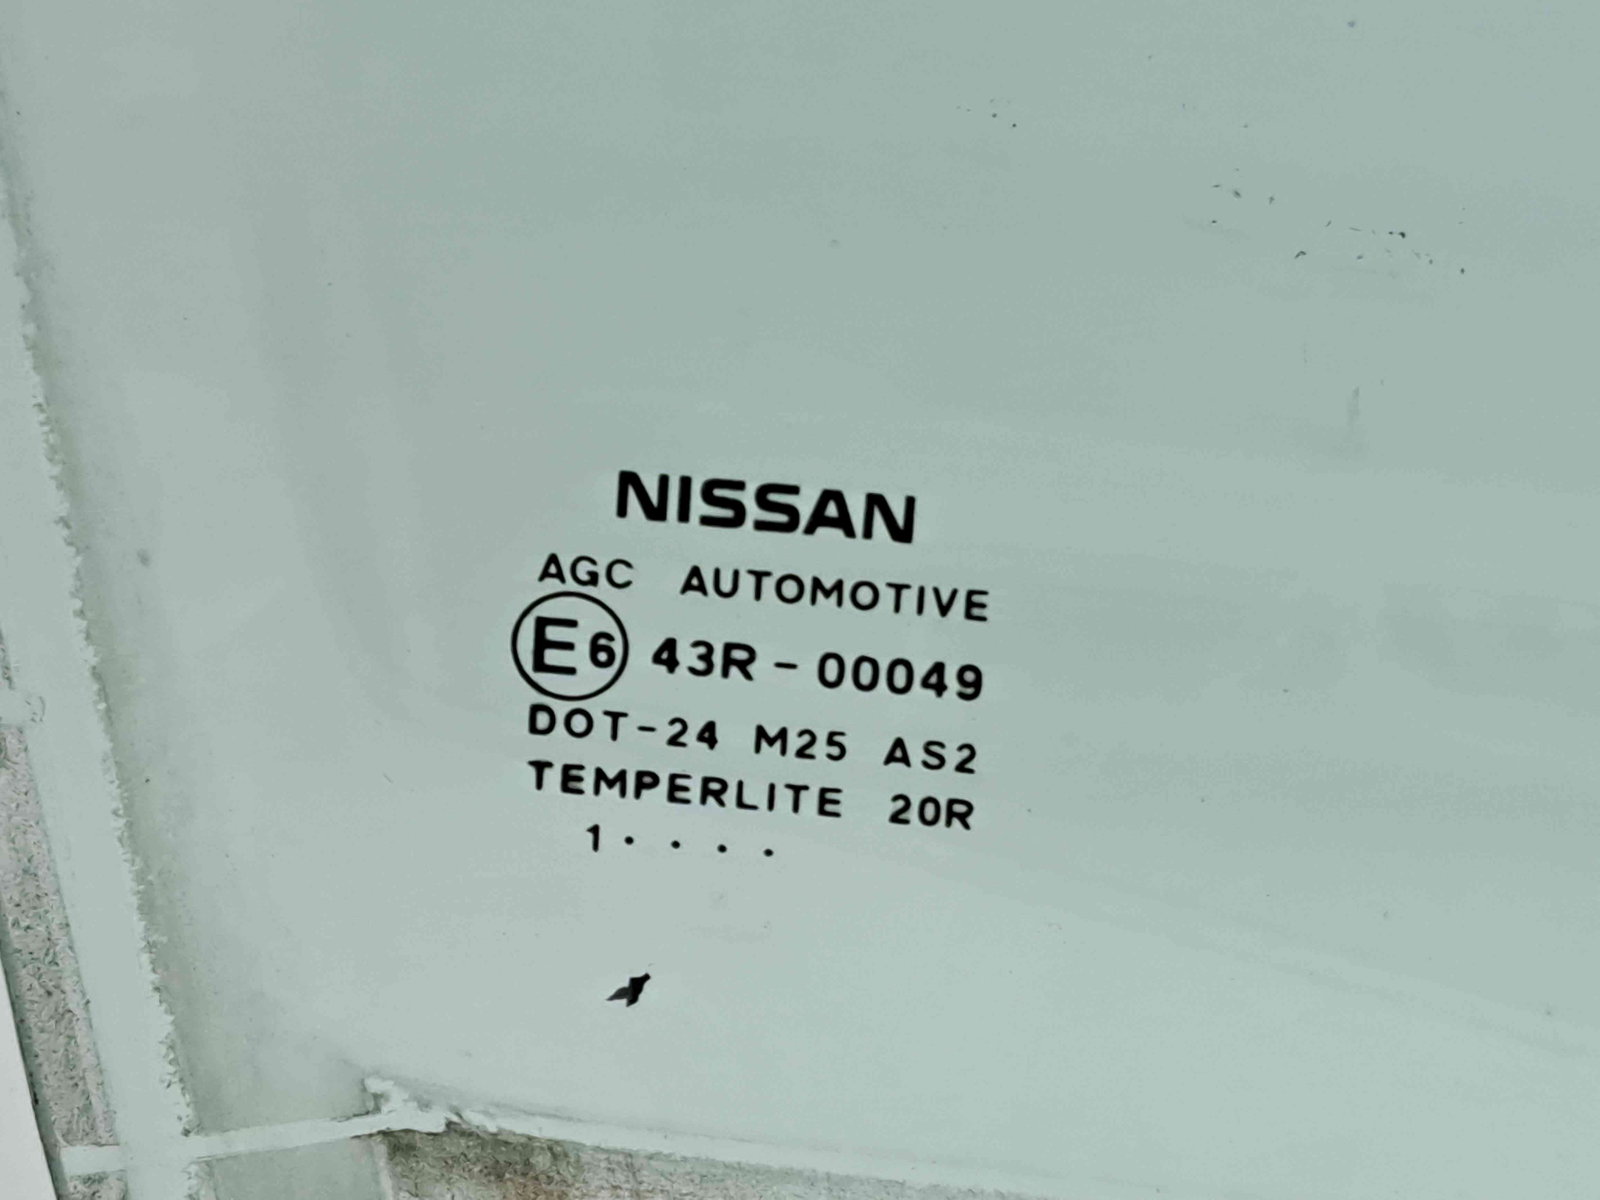 NISSAN
AGC AUTOMOTIVE
E6 43R-00049
DOT-24 M25 AS2
TEMPERLITE 20R
1 · · · ·